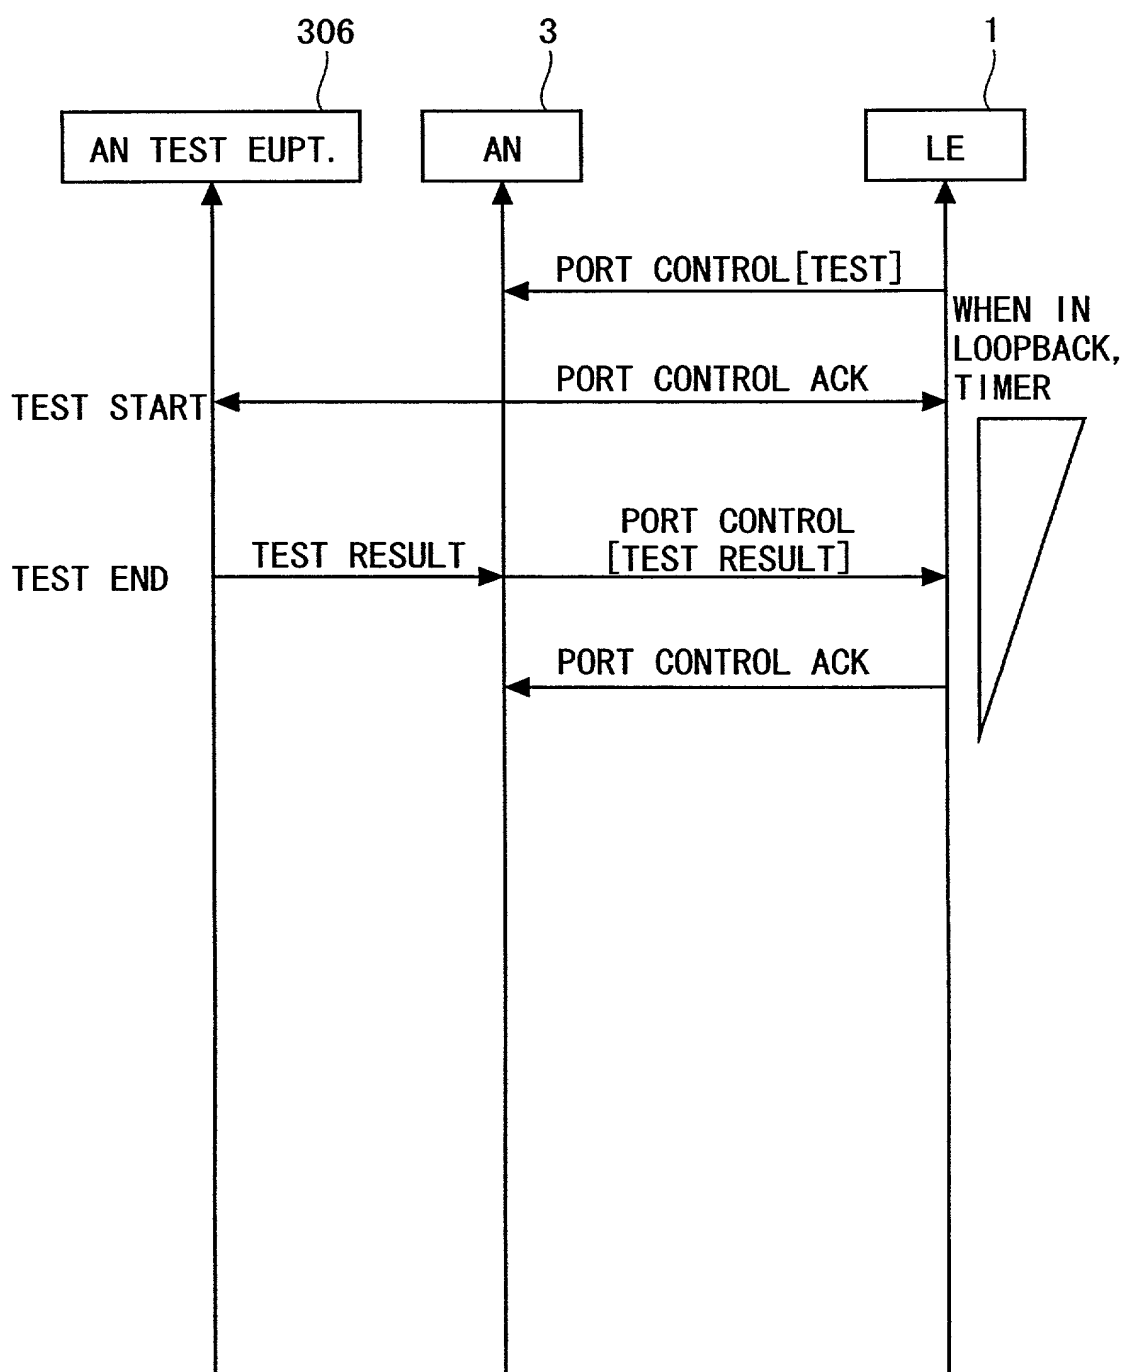 306
3
1
AN TEST EUPT.
AN
LE
PORT CONTROL[TEST]
WHEN IN
LOOPBACK,
TIMER
PORT CONTROL ACK
TEST START
PORT CONTROL
[TEST RESULT]
TEST RESULT
TEST END
PORT CONTROL ACK